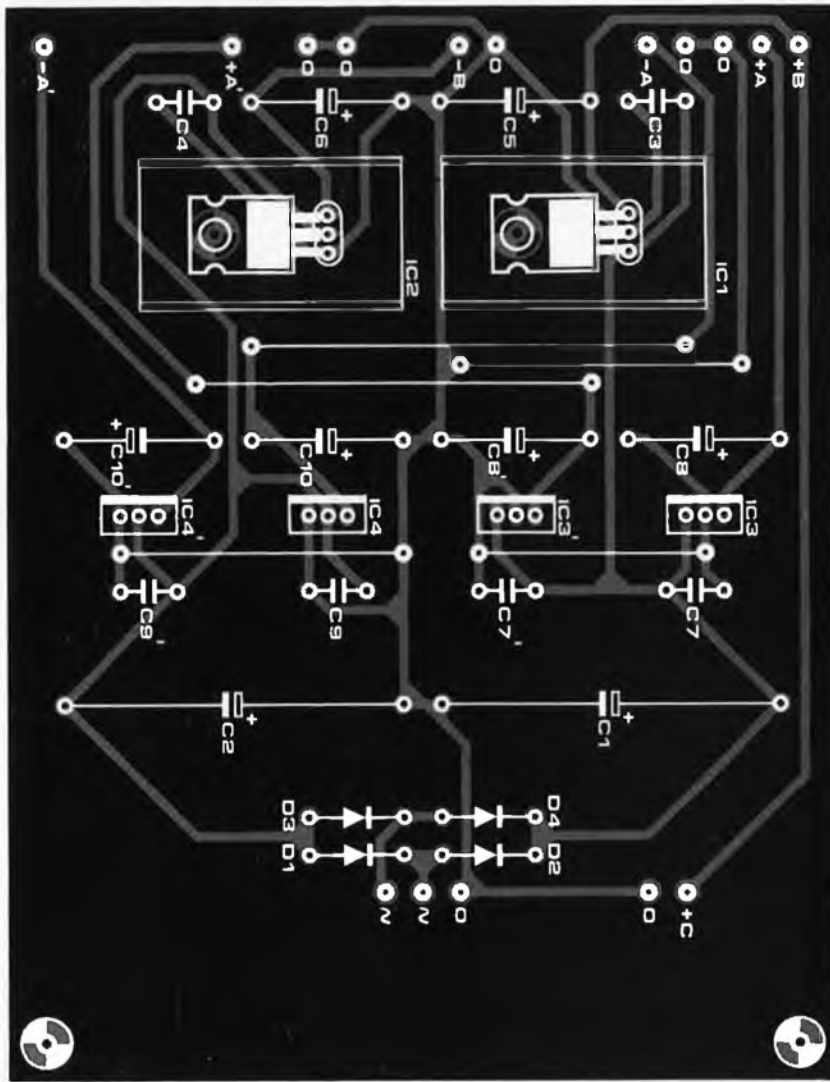 -A' +A' 0 0 -B 0 -A 0 0 +A +B
C4 C6 C5 C3
IC2 IC1
+ C10' C10 + C8' + C8 +
IC4' IC4 IC3' IC3
C9' C9 C7' C7
C2 + C1 +
D3 D4
D1 D2
~ ~ 0 0 +C